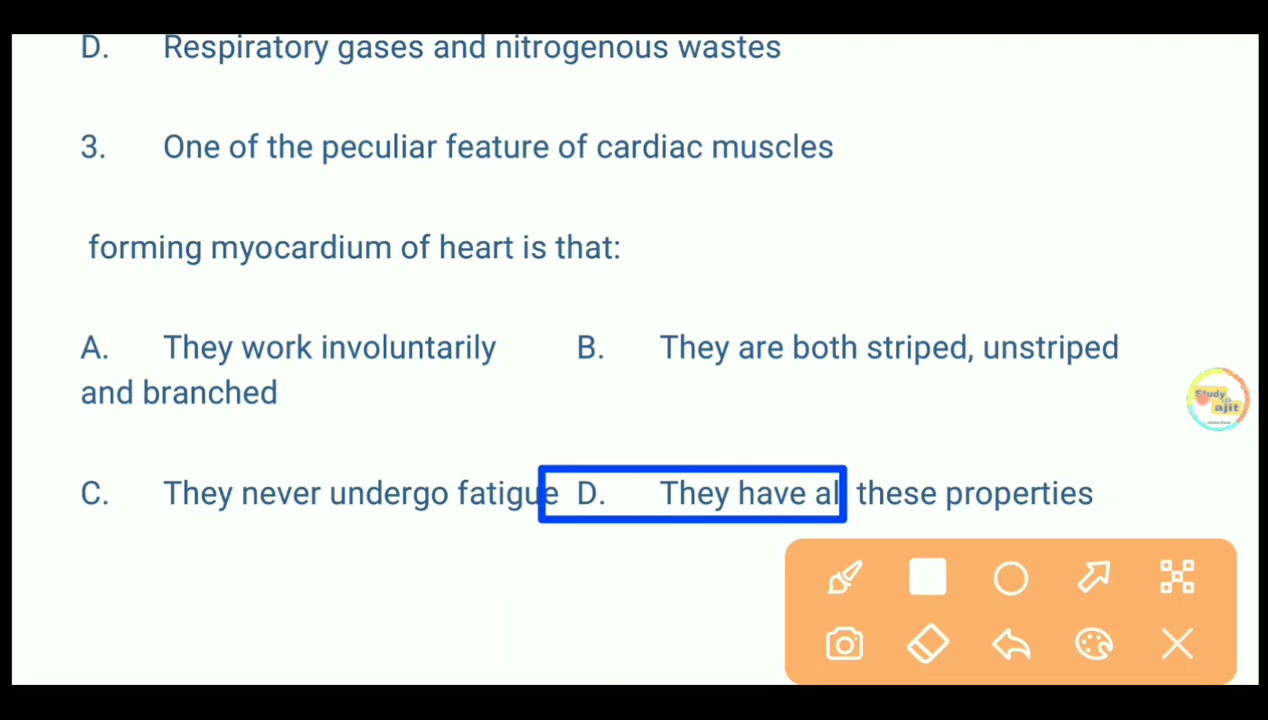 D. Respiratory gases and nitrogenous wastes
3. One of the peculiar feature of cardiac muscles
forming myocardium of heart is that:
A. They work involuntarily B. They are both striped, unstriped
and branched
Study
ajit
C. They never undergo fatigue D. They have all these properties